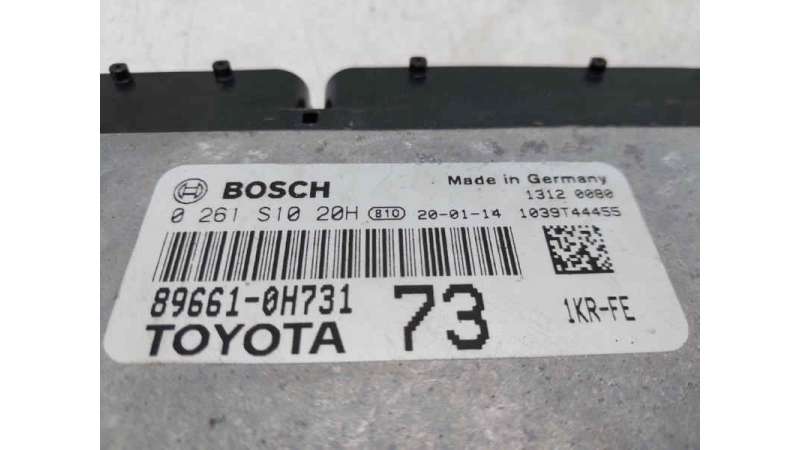 BOSCH
Made in Germany
1312 0080
0 261 S10 20H 810 20-01-14 1039T44455
89661-0H731
TOYOTA
73
1KR-FE